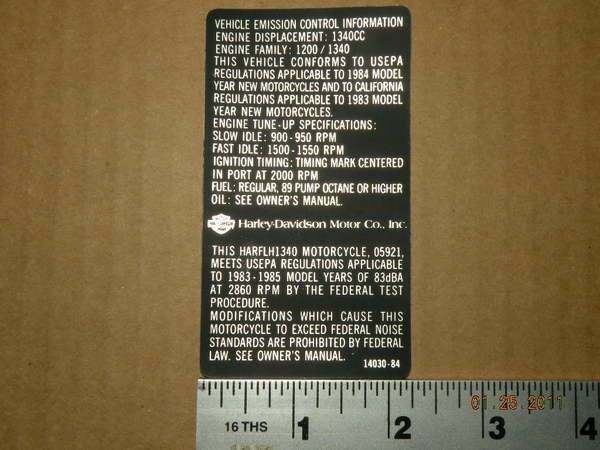 VEHICLE EMISSION CONTROL INFORMATION
ENGINE DISPLACEMENT: 1340CC
ENGINE FAMILY: 1200 / 1340
THIS VEHICLE CONFORMS TO USEPA
REGULATIONS APPLICABLE TO 1984 MODEL
YEAR NEW MOTORCYCLES AND TO CALIFORNIA
REGULATIONS APPLICABLE TO 1983 MODEL
YEAR NEW MOTORCYCLES.
ENGINE TUNE-UP SPECIFICATIONS:
SLOW IDLE: 900-950 RPM
FAST IDLE: 1500-1550 RPM
IGNITION TIMING: TIMING MARK CENTERED
IN PORT AT 2000 RPM
FUEL: REGULAR, 89 PUMP OCTANE OR HIGHER
OIL: SEE OWNER'S MANUAL.
Harley-Davidson Motor Co., Inc.
THIS HARFLH1340 MOTORCYCLE, 05921,
MEETS USEPA REGULATIONS APPLICABLE
TO 1983-1985 MODEL YEARS OF 83dBA
AT 2860 RPM BY THE FEDERAL TEST
PROCEDURE.
MODIFICATIONS WHICH CAUSE THIS
MOTORCYCLE TO EXCEED FEDERAL NOISE
STANDARDS ARE PROHIBITED BY FEDERAL
LAW. SEE OWNER'S MANUAL.
14030-84
01.25.2011
16 THS 1 2 3 4